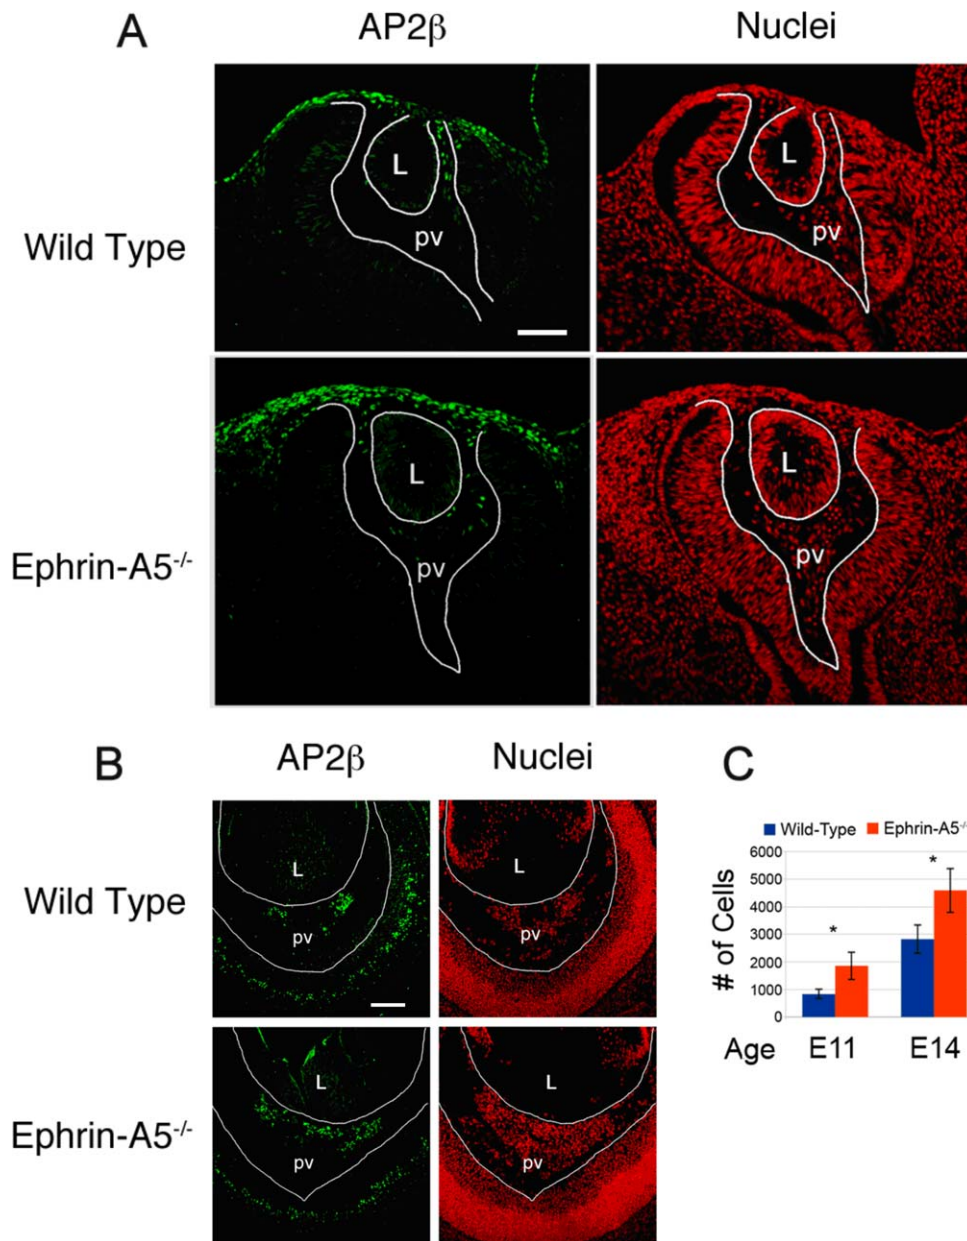 A
AP2β
Nuclei
Wild Type
L
pv
L
pv
Ephrin-A5-/-
L
pv
L
pv
B
AP2β
Nuclei
C
Wild Type
L
pv
L
pv
Ephrin-A5-/-
L
pv
L
pv
Wild-Type
Ephrin-A5-/-
# of Cells
6000
5000
4000
3000
2000
1000
0
*
*
Age E11 E14